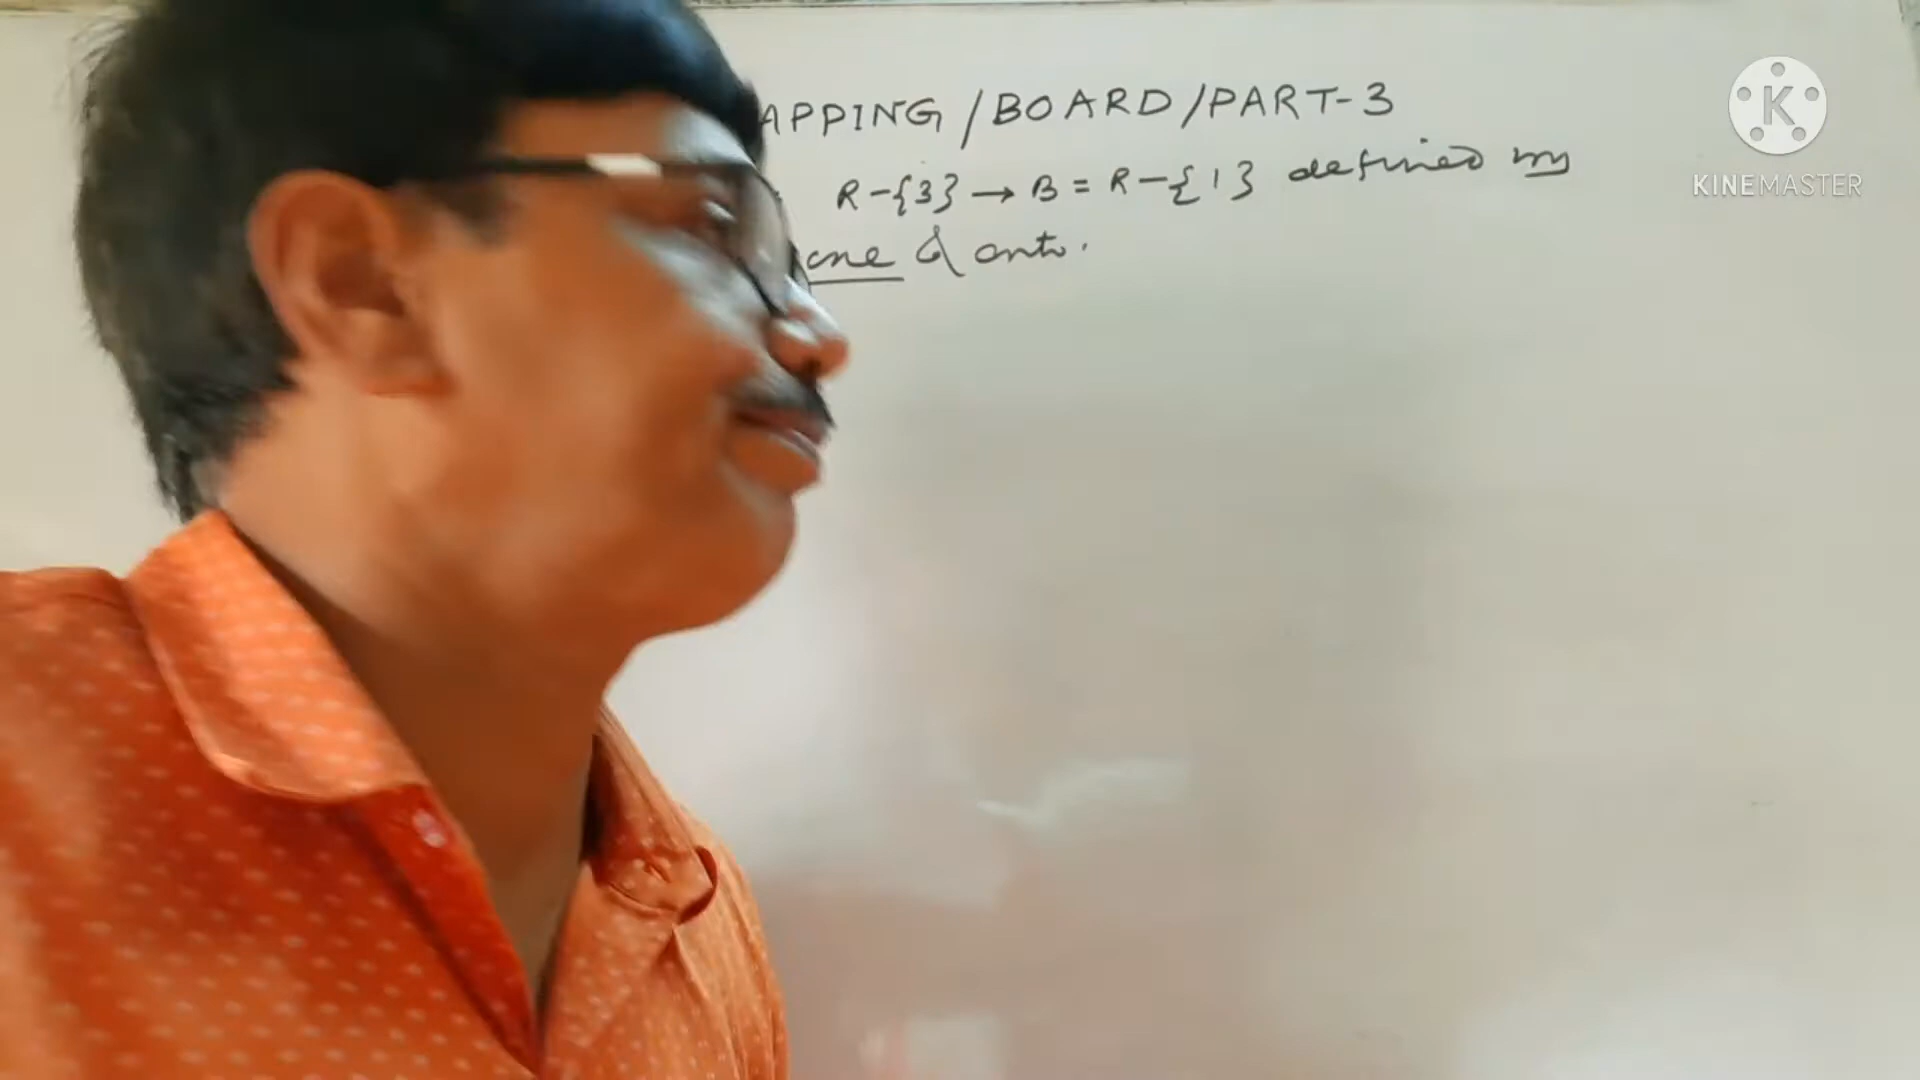 APPING / BOARD / PART-3
R-{3} → B = R-{1} defined by
one & onto.
K
KINEMASTER